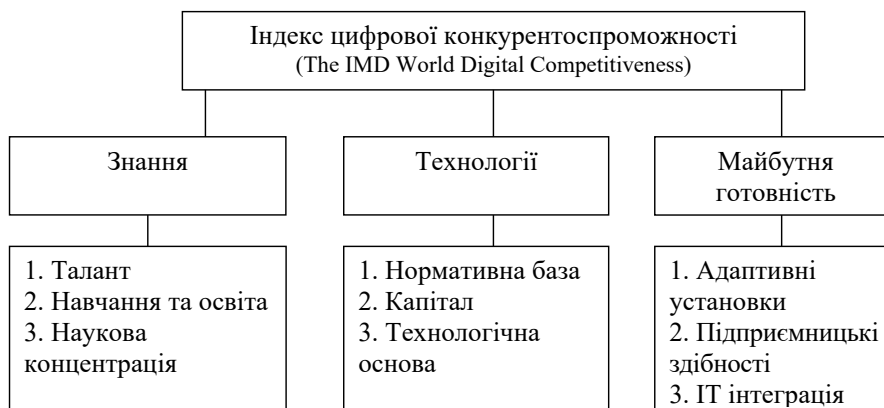 Індекс цифрової конкурентоспроможності
(The IMD World Digital Competitiveness)
Знання
Технології
Майбутня
готовність
1. Талант
2. Навчання та освіта
3. Наукова
концентрація
1. Нормативна база
2. Капітал
3. Технологічна
основа
1. Адаптивні
установки
2. Підприємницькі
здібності
3. ІТ інтеграція